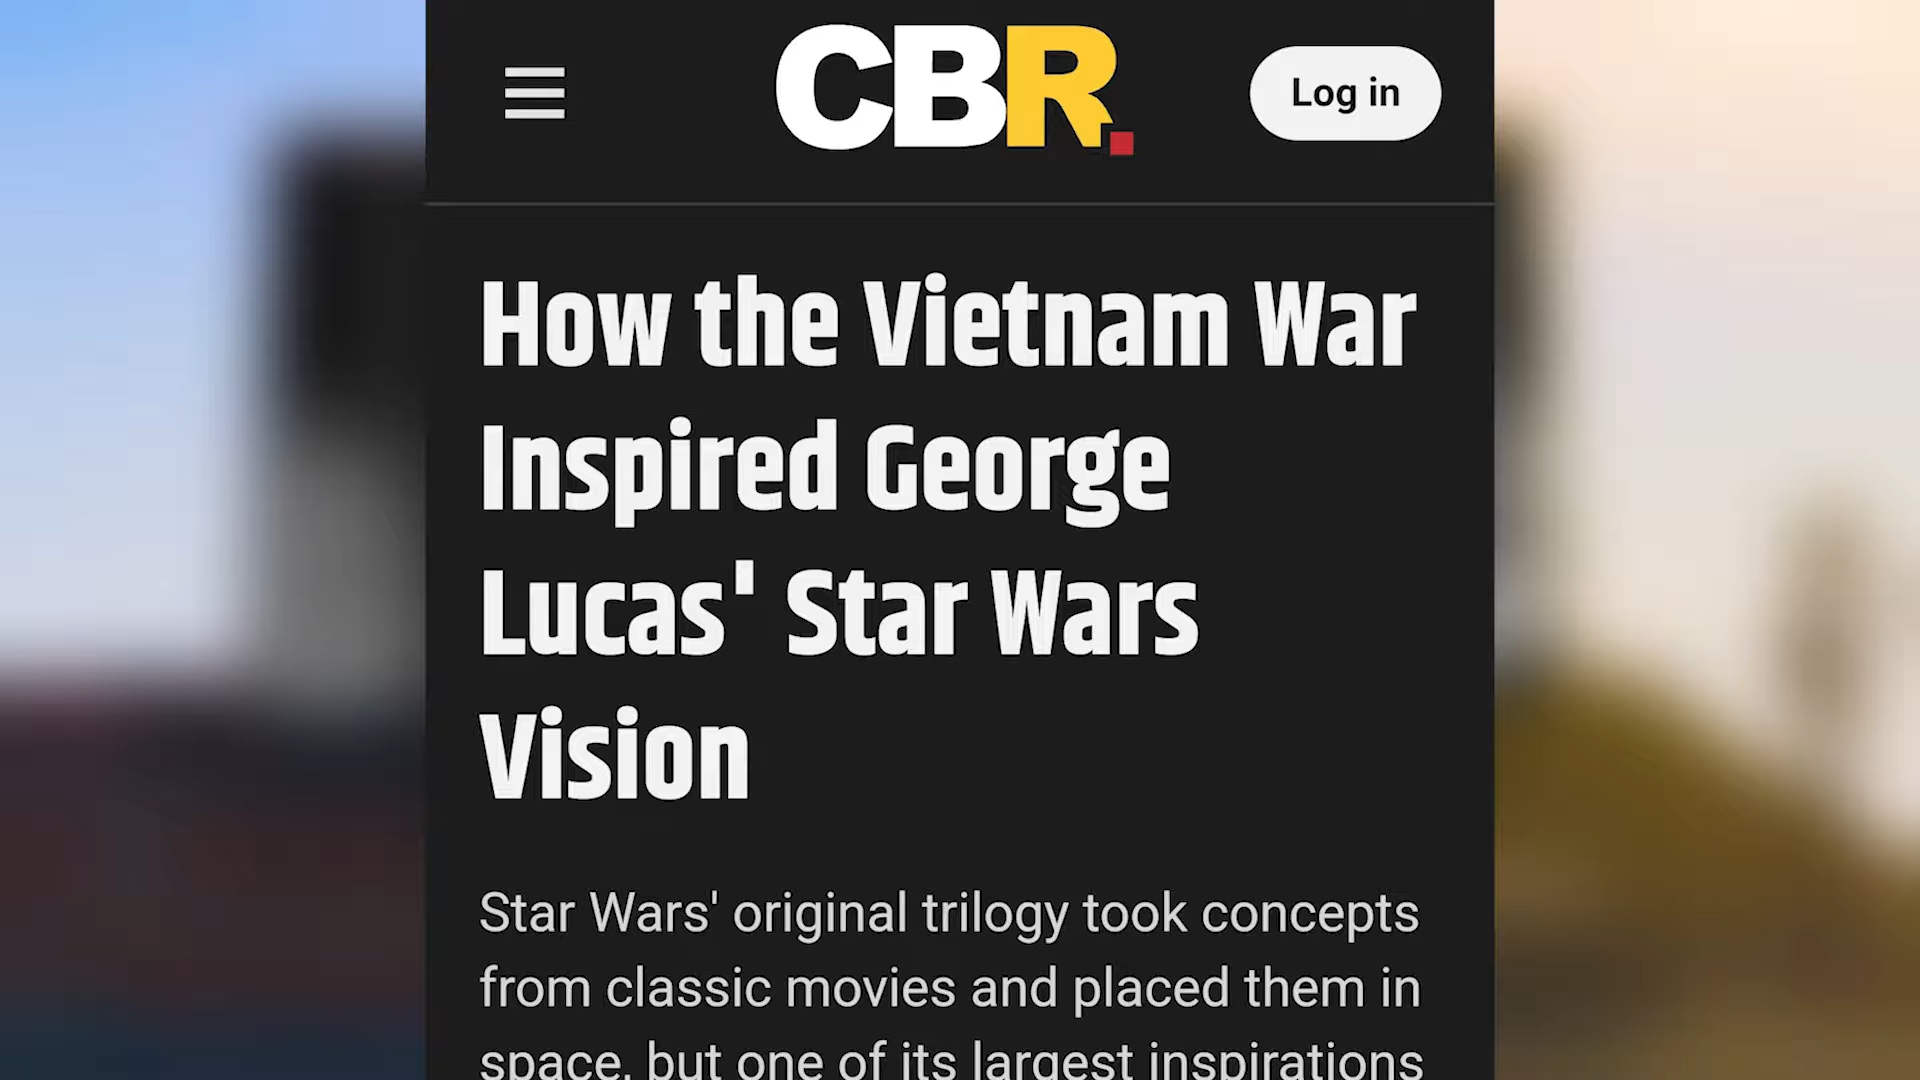 CBR.
Log in
How the Vietnam War
Inspired George
Lucas' Star Wars
Vision
Star Wars' original trilogy took concepts
from classic movies and placed them in
space, but one of its largest inspirations